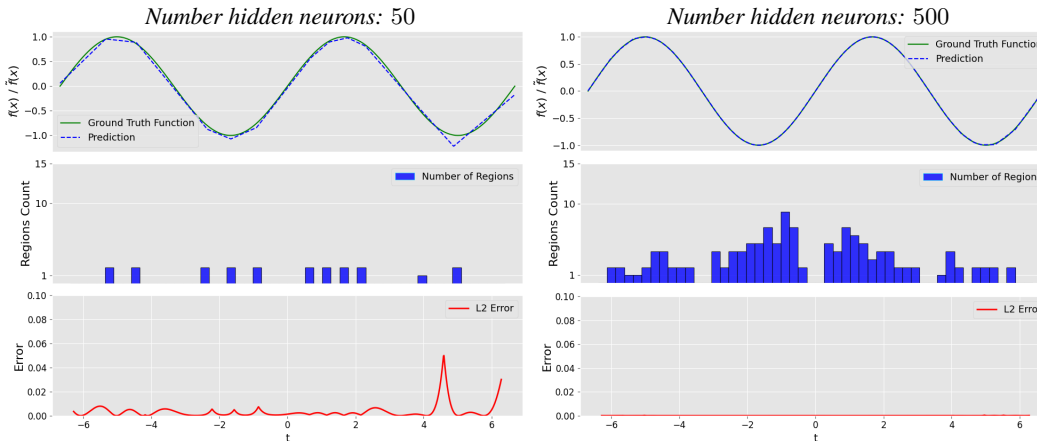 Number hidden neurons: 50
1.0
0.5
0.0
−0.5
−1.0
f(x) / f̃(x)
Ground Truth Function
Prediction
15
10
1
Regions Count
Number of Regions
0.10
0.08
0.06
0.04
0.02
0.00
Error
L2 Error
−6 −4 −2 0 2 4 6
t
Number hidden neurons: 500
1.0
0.5
0.0
−0.5
−1.0
f(x) / f̃(x)
Ground Truth Function
Prediction
15
10
1
Regions Count
Number of Region
0.10
0.08
0.06
0.04
0.02
0.00
Error
L2 Erro
−6 −4 −2 0 2 4 6
t